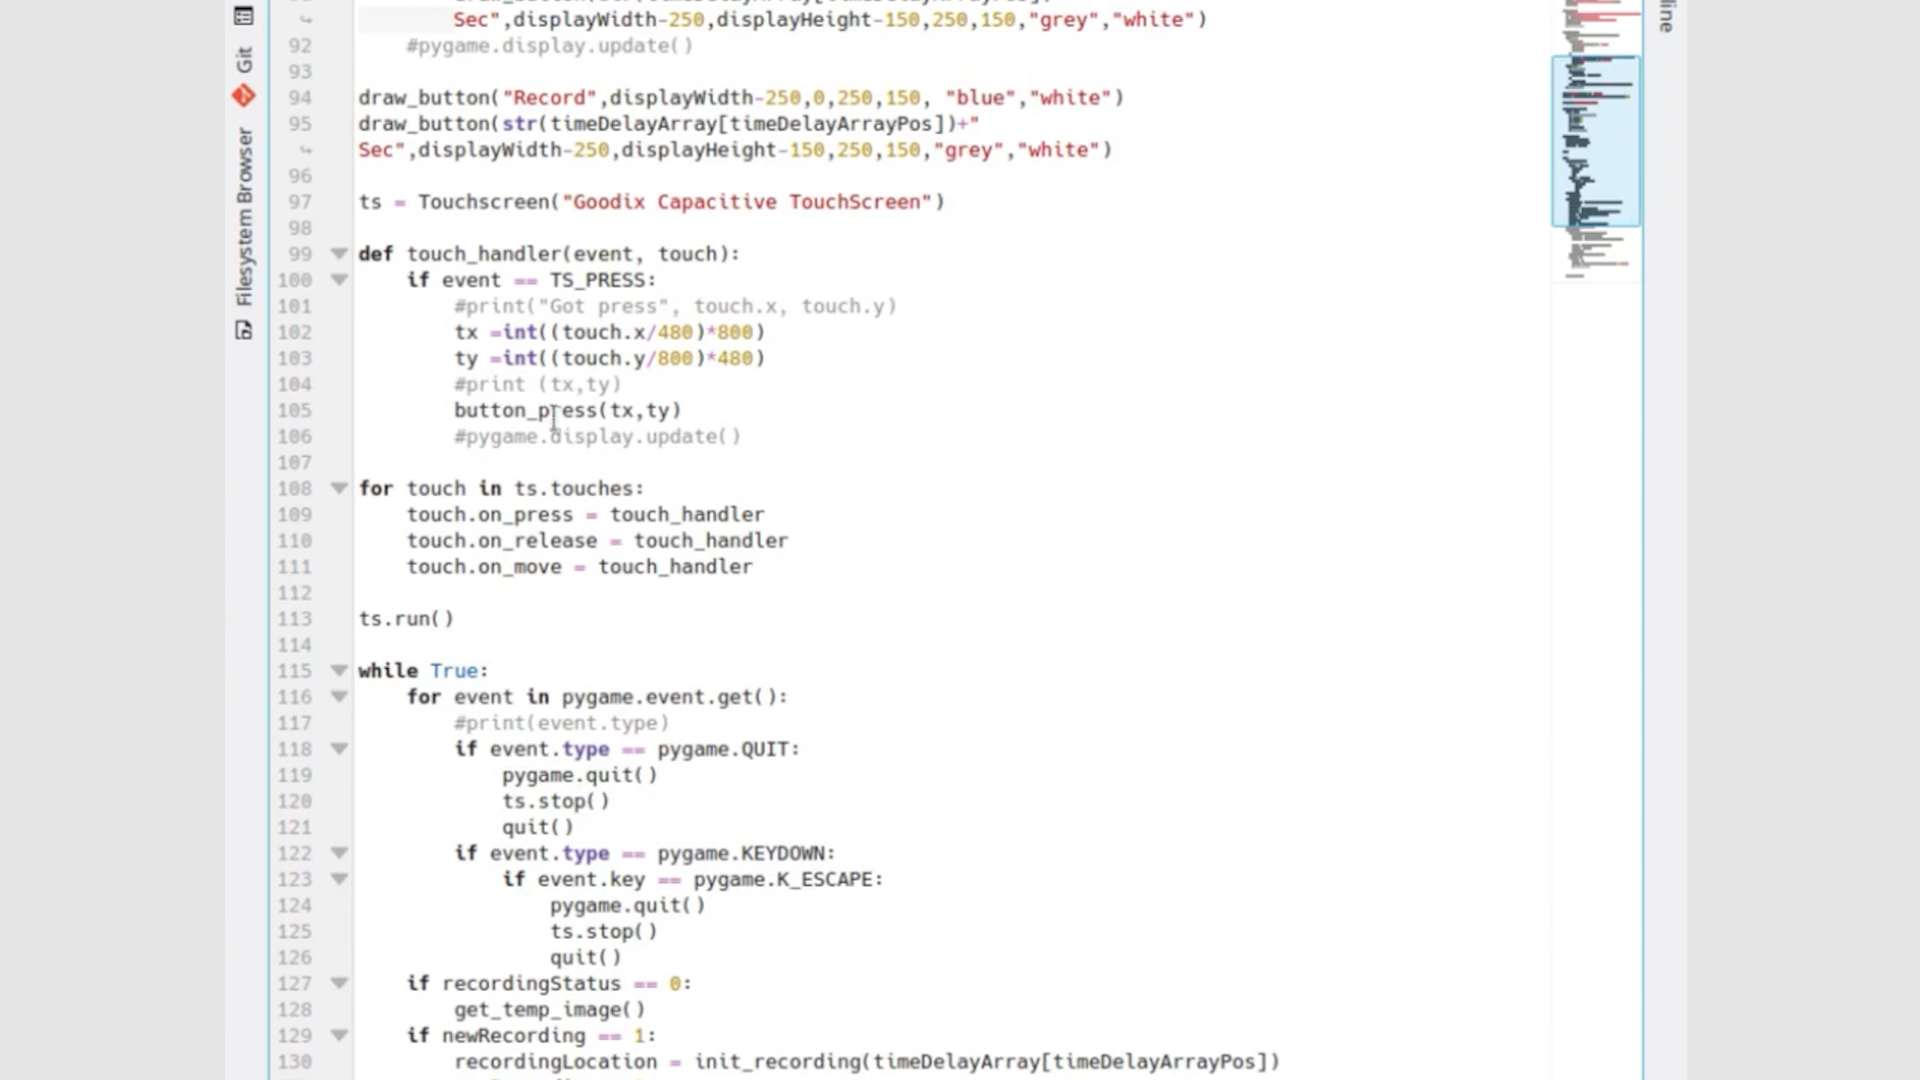 Sec",displayWidth-250,displayHeight-150,250,150,"grey","white")
92 #pygame.display.update()
93
94 draw_button("Record",displayWidth-250,0,250,150, "blue","white")
95 draw_button(str(timeDelayArray[timeDelayArrayPos])+"
Sec",displayWidth-250,displayHeight-150,250,150,"grey","white")
96
97 ts = Touchscreen("Goodix Capacitive TouchScreen")
98
99 def touch_handler(event, touch):
100 if event == TS_PRESS:
101 #print("Got press", touch.x, touch.y)
102 tx =int((touch.x/480)*800)
103 ty =int((touch.y/800)*480)
104 #print (tx,ty)
105 button_press(tx,ty)
106 #pygame.display.update()
107
108 for touch in ts.touches:
109 touch.on_press = touch_handler
110 touch.on_release = touch_handler
111 touch.on_move = touch_handler
112
113 ts.run()
114
115 while True:
116 for event in pygame.event.get():
117 #print(event.type)
118 if event.type == pygame.QUIT:
119 pygame.quit()
120 ts.stop()
121 quit()
122 if event.type == pygame.KEYDOWN:
123 if event.key == pygame.K_ESCAPE:
124 pygame.quit()
125 ts.stop()
126 quit()
127 if recordingStatus == 0:
128 get_temp_image()
129 if newRecording == 1:
130 recordingLocation = init_recording(timeDelayArray[timeDelayArrayPos])
Git
Filesystem Browser
line